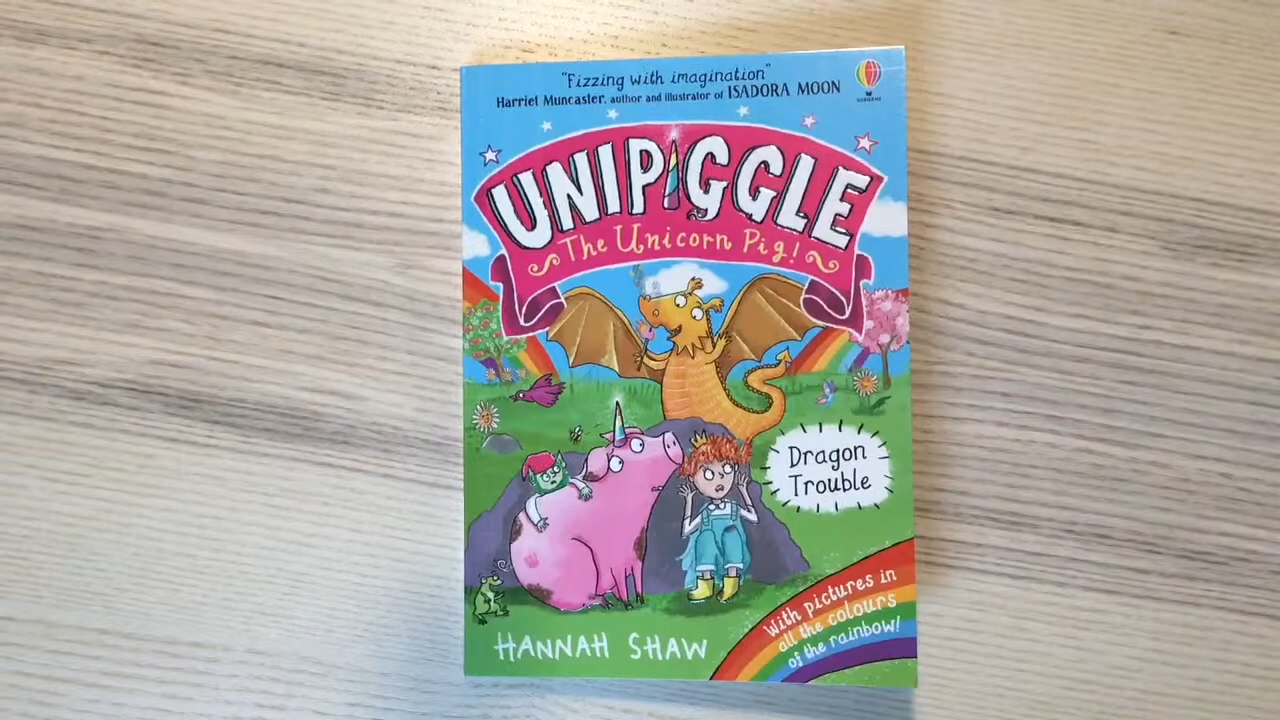 "Fizzing with imagination"
Harriet Muncaster, author and illustrator of ISADORA MOON
USBORNE
UNIPIGGLE
The Unicorn Pig!
Dragon
Trouble
With pictures in
all the colours
of the rainbow!
HANNAH SHAW